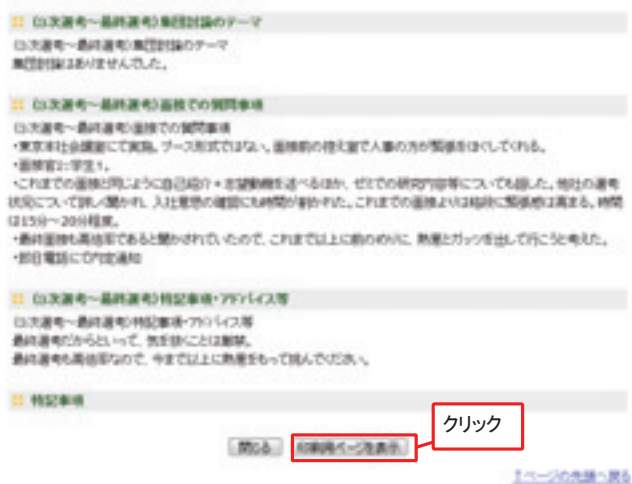 (3次選考~最終選考)集団討論のテーマ
(3次選考~最終選考)集団討論のテーマ
集団討論はありませんでした。
(3次選考~最終選考)面接での質問事項
(3次選考~最終選考)面接での質問事項
・東京本社会議室にて実施。ブース形式ではない。面接前の控え室で人事の方が緊張をほぐしてくれる。
・面接官2:学生1。
・これまでの面接と同じように自己紹介+志望動機を述べるほか、ゼミでの研究内容等についても話した。他社の選考
状況について詳しく聞かれ、入社意思の確認にも時間が割かれた。これまでの面接よりは格段に緊張感は高まる。時間
は15分~20分程度。
・最終面接も高倍率であると聞かされていたので、これまで以上に前のめりに、熱意とガッツを出して行こうと考えた。
・即日電話にて内定通知
(3次選考~最終選考)特記事項・アドバイス等
(3次選考~最終選考)特記事項・アドバイス等
最終選考だからといって、気を抜くことは厳禁。
最終選考も高倍率なので、今まで以上に熱意をもって挑んでください。
特記事項
クリック
閉じる 印刷用ページを表示
↑ページの先頭へ戻る